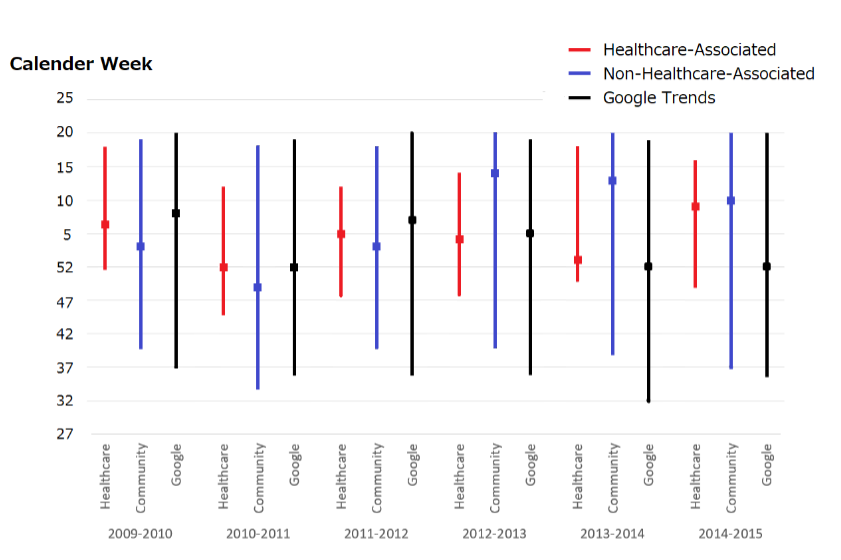 Healthcare-Associated
Calender Week
Non-Healthcare-Associated
Google Trends
25
20
15
10
5
52
47
42
37
32
27
Healthcare Community Google Healthcare Community Google Healthcare Community Google Healthcare Community Google Healthcare Community Google Healthcare Community Google
2009-2010 2010-2011 2011-2012 2012-2013 2013-2014 2014-2015